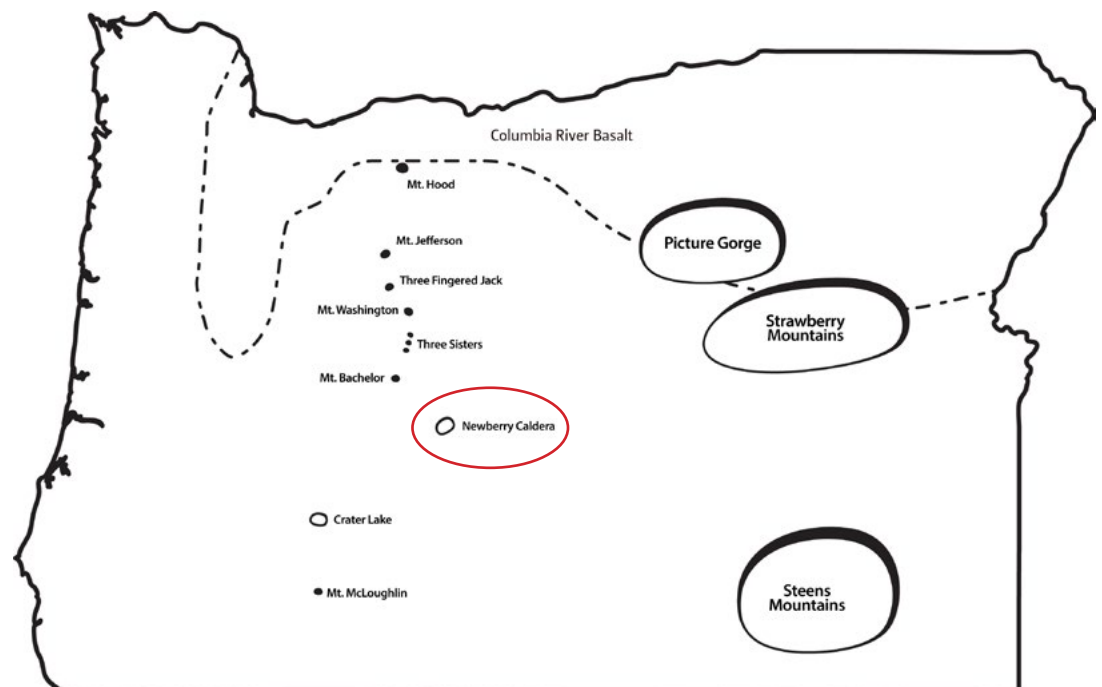 Columbia River Basalt
Mt. Hood
Picture Gorge
Mt. Jefferson
Three Fingered Jack
Mt. Washington
Strawberry
Mountains
Three Sisters
Mt. Bachelor
Newberry Caldera
Crater Lake
Mt. McLoughlin
Steens
Mountains